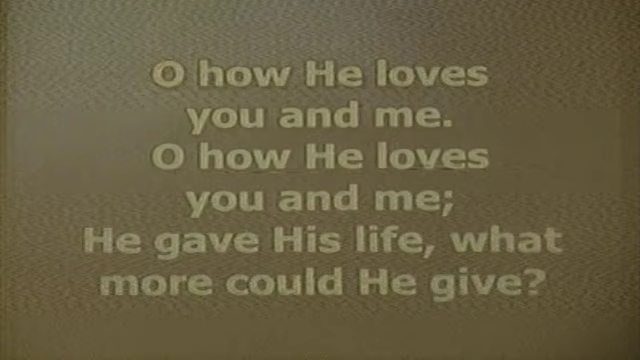 O how He loves
you and me.
O how He loves
you and me;
He gave His life, what
more could He give?